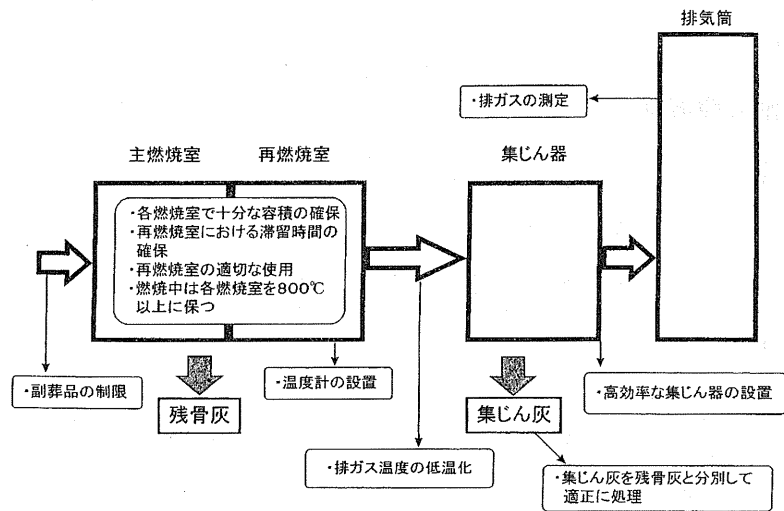 排気筒
・排ガスの測定
主燃焼室
再燃焼室
集じん器
・各燃焼室で十分な容積の確保
・再燃焼室における滞留時間の
確保
・再燃焼室の適切な使用
・燃焼中は各燃焼室を800℃
以上に保つ
・副葬品の制限
残骨灰
・温度計の設置
集じん灰
・高効率な集じん器の設置
・排ガス温度の低温化
・集じん灰を残骨灰と分別して
適正に処理